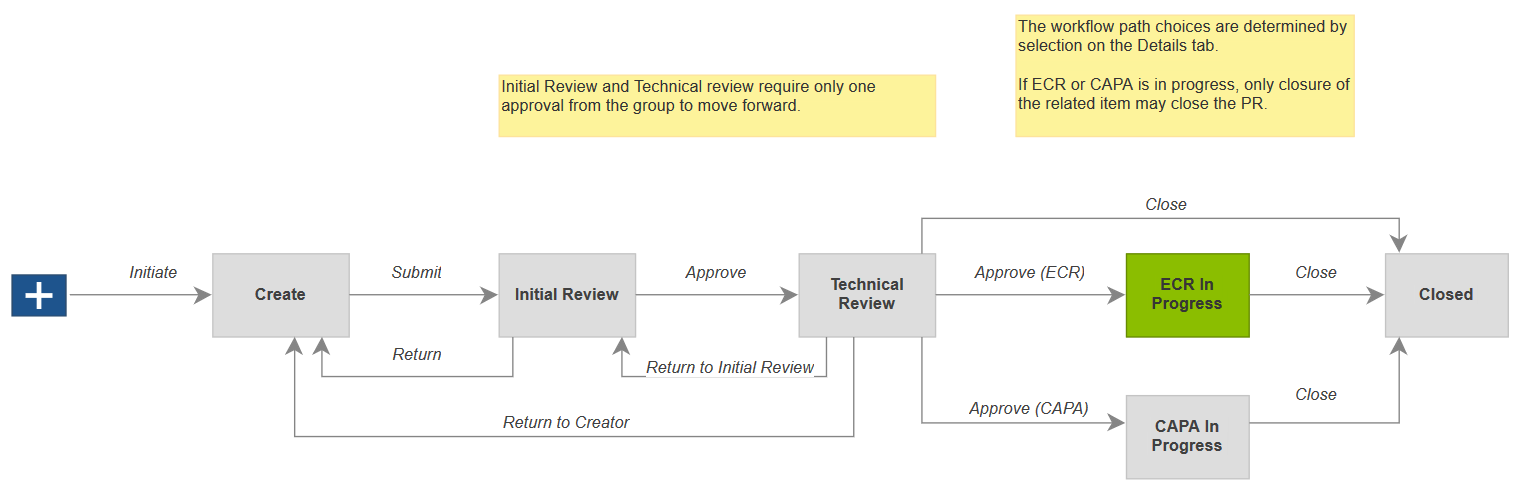 The workflow path choices are determined by
selection on the Details tab.
If ECR or CAPA is in progress, only closure of
the related item may close the PR.
Initial Review and Technical review require only one
approval from the group to move forward.
Close
Initiate
Submit
Approve
Approve (ECR)
Close
Create
Initial Review
Technical
Review
ECR In
Progress
Closed
Return
Return to Initial Review
Close
Return to Creator
Approve (CAPA)
CAPA In
Progress